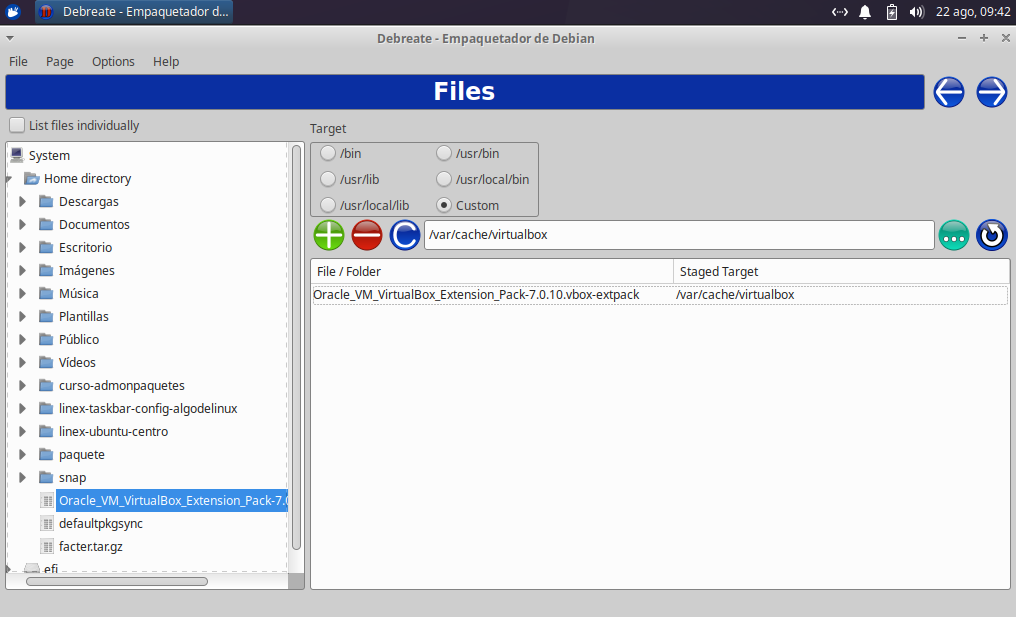 Debreate - Empaquetador d...
22 ago, 09:42
Debreate - Empaquetador de Debian
File Page Options Help
Files
List files individually
Target
System
Home directory
Descargas
Documentos
Escritorio
Imágenes
Música
Plantillas
Público
Vídeos
curso-admonpaquetes
linex-taskbar-config-algodelinux
linex-ubuntu-centro
paquete
snap
Oracle_VM_VirtualBox_Extension_Pack-7.0
defaultpkgsync
facter.tar.gz
efi
/bin /usr/bin
/usr/lib /usr/local/bin
/usr/local/lib Custom
/var/cache/virtualbox
File / Folder Staged Target
Oracle_VM_VirtualBox_Extension_Pack-7.0.10.vbox-extpack /var/cache/virtualbox